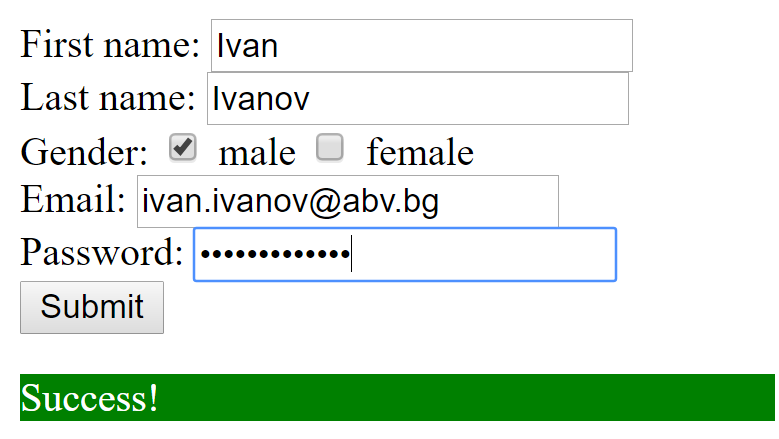 First name: Ivan
Last name: Ivanov
Gender: male female
Email: ivan.ivanov@abv.bg
Password: •••••••••••••
Submit
Success!